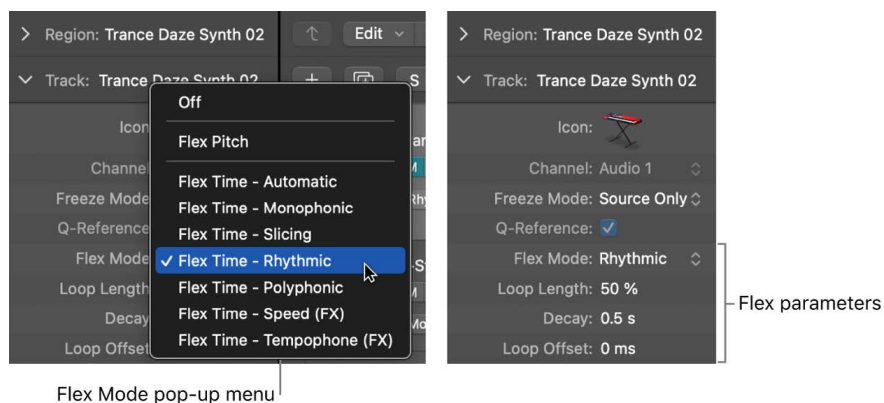 Region: Trance Daze Synth 02
Edit
Track: Trance Daze Synth 02
S
Off
Icon
Flex Pitch
Channel
Flex Time - Automatic
Freeze Mode
Flex Time - Monophonic
Q-Reference
Flex Time - Slicing
Flex Mode
✓ Flex Time - Rhythmic
Loop Length
Flex Time - Polyphonic
Decay
Flex Time - Speed (FX)
Loop Offset
Flex Time - Tempophone (FX)
Flex Mode pop-up menu
Region: Trance Daze Synth 02
Track: Trance Daze Synth 02
Icon:
Channel: Audio 1
Freeze Mode: Source Only
Q-Reference:
Flex Mode: Rhythmic
Loop Length: 50 %
Decay: 0.5 s
Loop Offset: 0 ms
Flex parameters